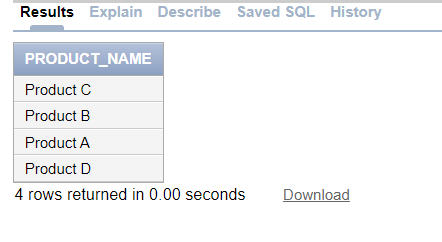 Results Explain Describe Saved SQL History
PRODUCT_NAME
Product C
Product B
Product A
Product D
4 rows returned in 0.00 seconds Download